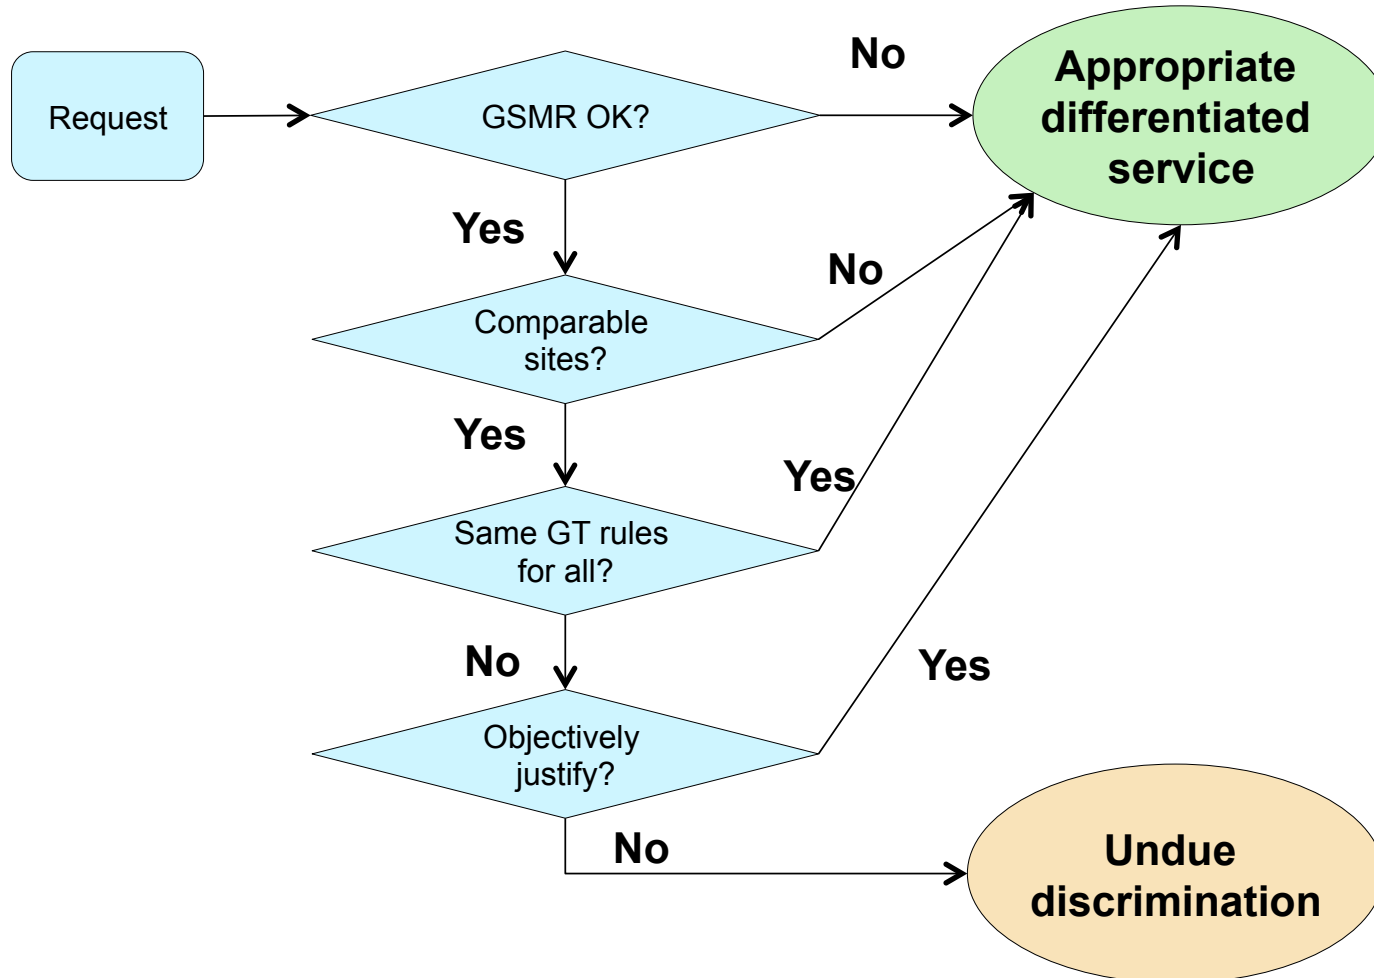 Request
GSMR OK?
No
Appropriate
differentiated
service
Yes
No
Comparable
sites?
Yes
Yes
Same GT rules
for all?
No
Yes
Objectively
justify?
No
Undue
discrimination